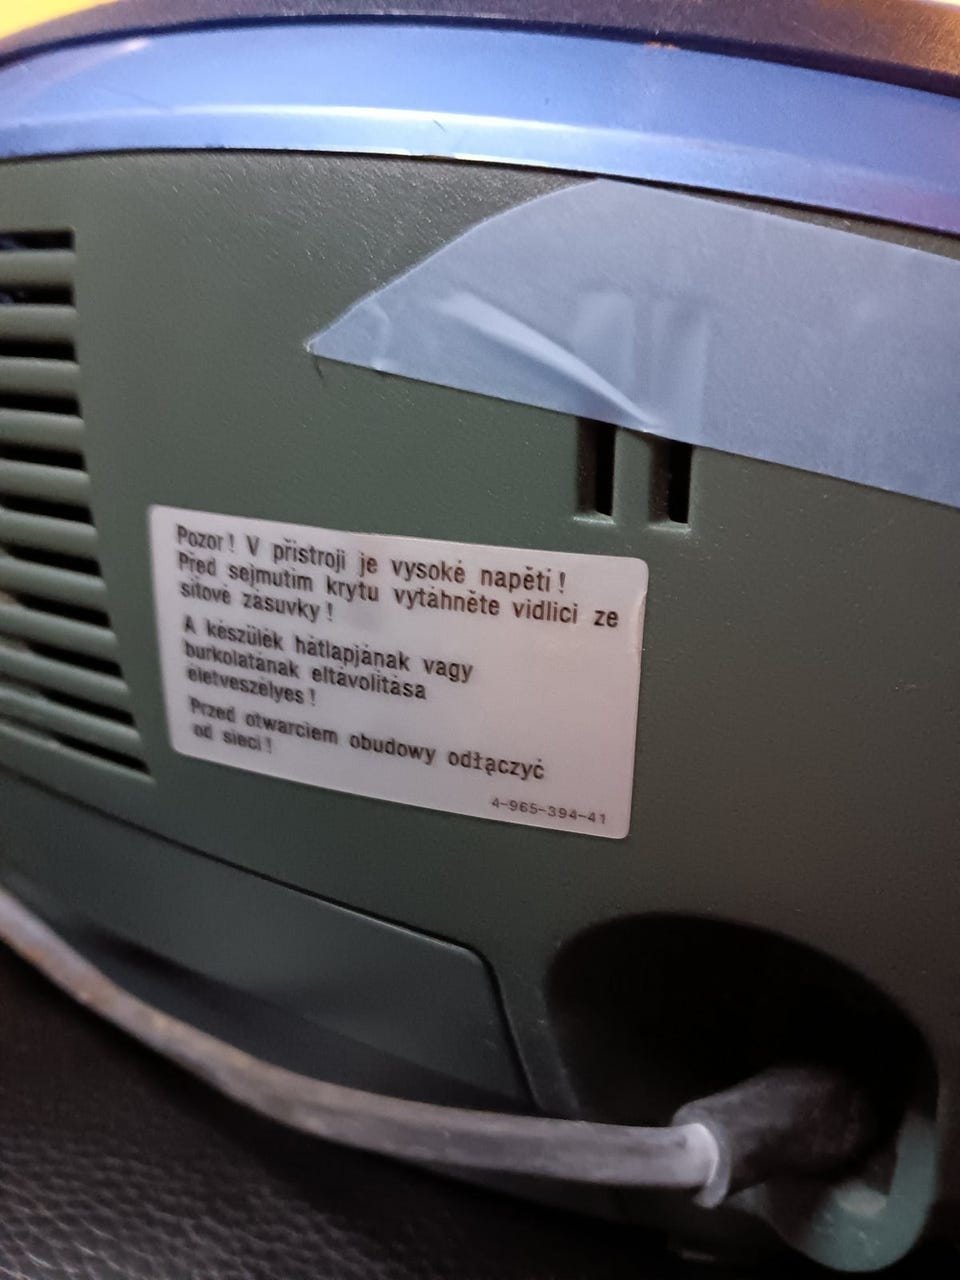 Pozor! V přístroji je vysoké napětí!
Před sejmutím krytu vytáhněte vidlici ze
síťové zásuvky!
A készülék hátlapjának vagy
burkolatának eltávolítása
életveszélyes!
Przed otwarciem obudowy odłączyć
od sieci!
4-965-394-41